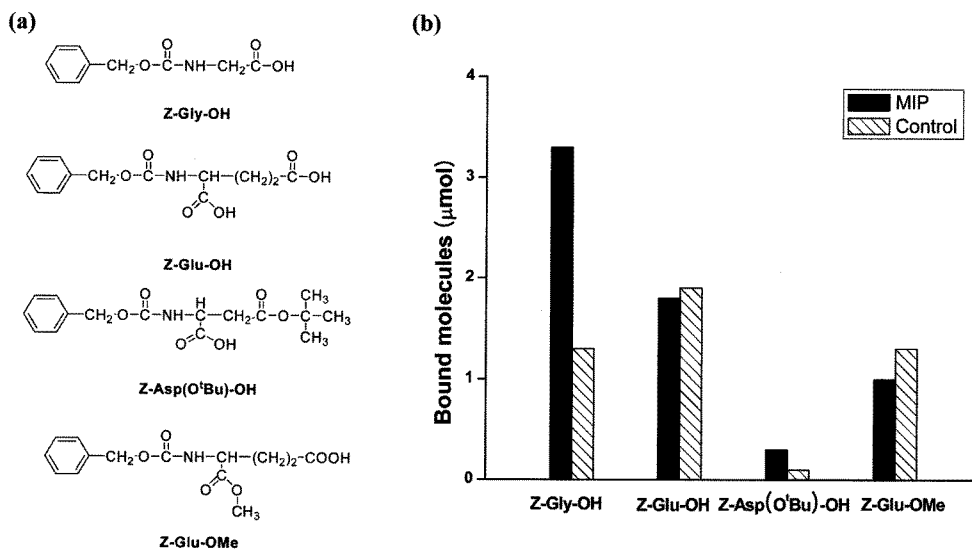 (a)
O O
CH₂-O-C-NH-CH₂-C-OH
Z-Gly-OH
O O
CH₂-O-C-NH-CH-(CH₂)₂-C-OH
O=C-OH
Z-Glu-OH
O H O CH₃
CH₂-O-C-NH-C-CH₂-C-O-C-CH₃
O=C-OH CH₃
Z-Asp(OᵗBu)-OH
O
CH₂-O-C-NH-CH-(CH₂)₂-COOH
O=C-O
CH₃
Z-Glu-OMe
(b)
Bound molecules (μmol)
4
3
2
1
0
MIP
Control
Z-Gly-OH Z-Glu-OH Z-Asp(OᵗBu)-OH Z-Glu-OMe